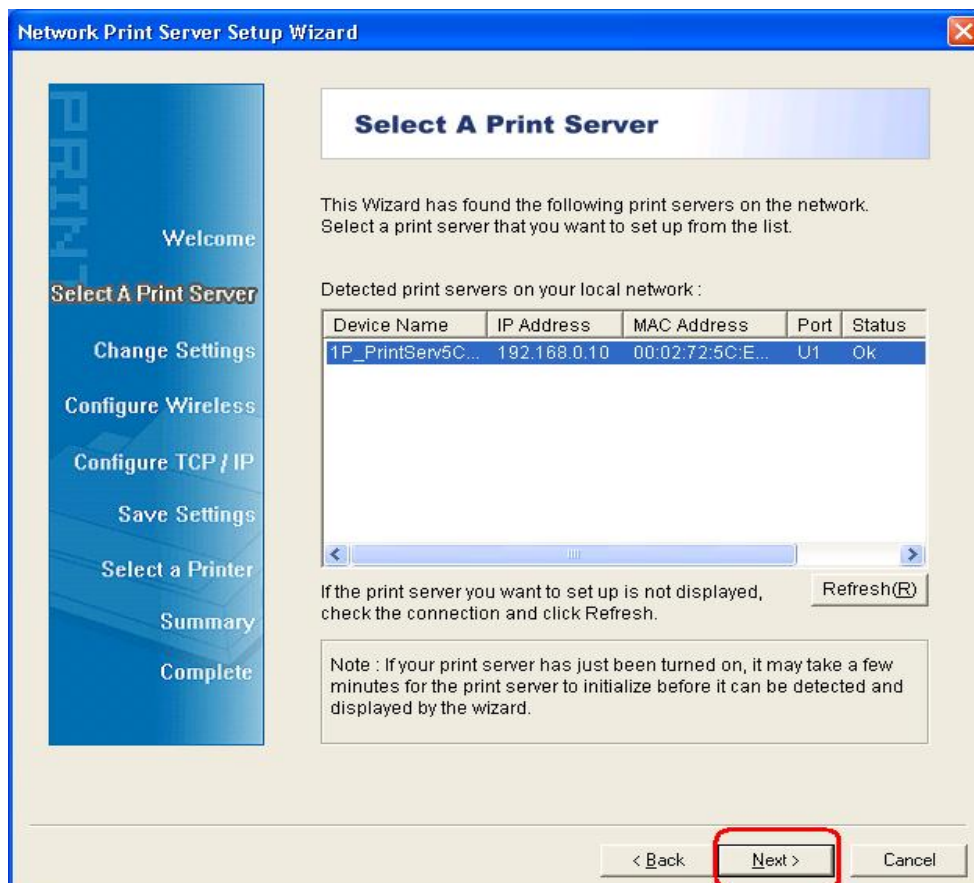 Network Print Server Setup Wizard
PRINT
Welcome
Select A Print Server
Change Settings
Configure Wireless
Configure TCP / IP
Save Settings
Select a Printer
Summary
Complete
Select A Print Server
This Wizard has found the following print servers on the network.
Select a print server that you want to set up from the list.
Detected print servers on your local network :
Device Name IP Address MAC Address Port Status
1P_PrintServ5C... 192.168.0.10 00:02:72:5C:E... U1 Ok
If the print server you want to set up is not displayed,
check the connection and click Refresh.
Refresh(R)
Note : If your print server has just been turned on, it may take a few
minutes for the print server to initialize before it can be detected and
displayed by the wizard.
< Back Next > Cancel